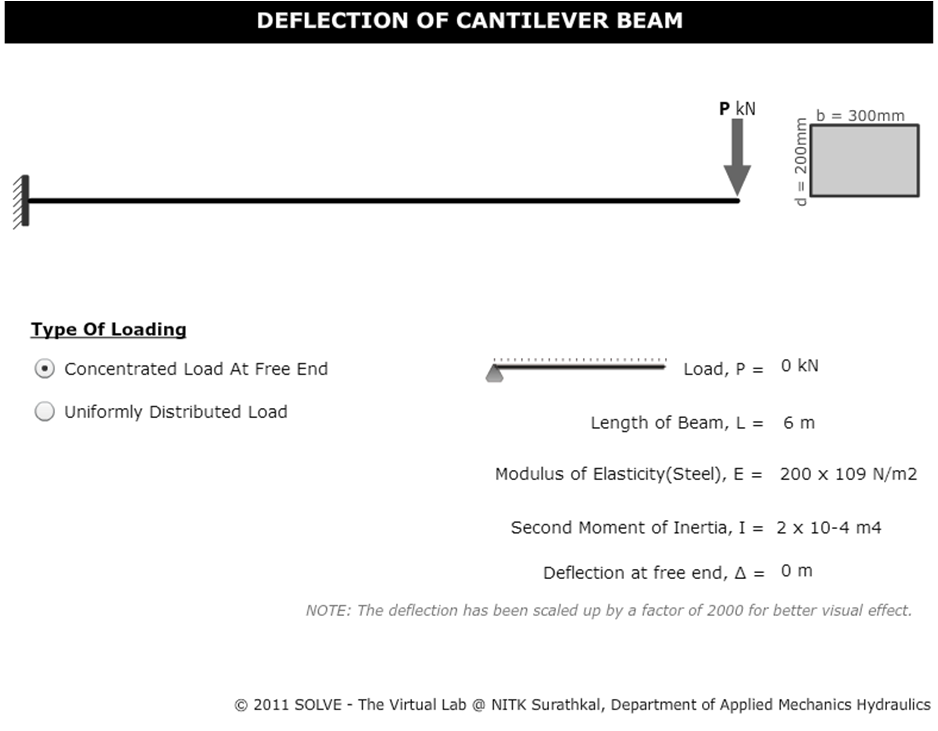 DEFLECTION OF CANTILEVER BEAM
P kN
b = 300mm
d = 200mm
Type Of Loading
Concentrated Load At Free End
Uniformly Distributed Load
Load, P = 0 kN
Length of Beam, L = 6 m
Modulus of Elasticity(Steel), E = 200 x 109 N/m2
Second Moment of Inertia, I = 2 x 10-4 m4
Deflection at free end, Δ = 0 m
NOTE: The deflection has been scaled up by a factor of 2000 for better visual effect.
© 2011 SOLVE - The Virtual Lab @ NITK Surathkal, Department of Applied Mechanics Hydraulics